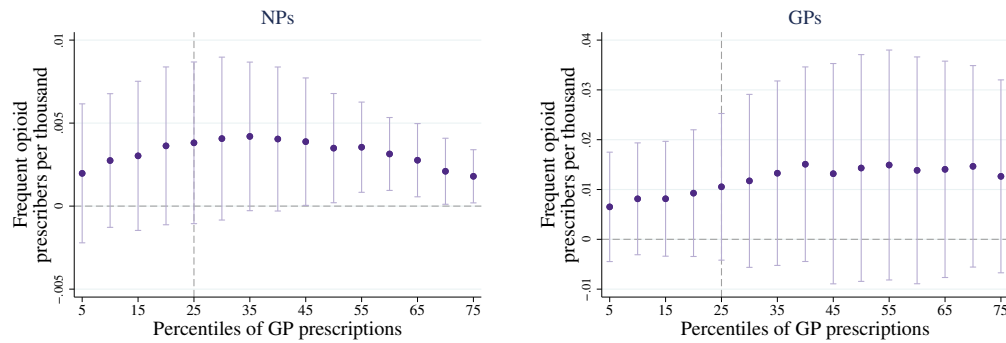 NPs
Frequent opioid
prescribers per thousand
.01
.005
0
-.005
5 15 25 35 45 55 65 75
Percentiles of GP prescriptions
GPs
Frequent opioid
prescribers per thousand
.04
.03
.02
.01
0
-.01
5 15 25 35 45 55 65 75
Percentiles of GP prescriptions